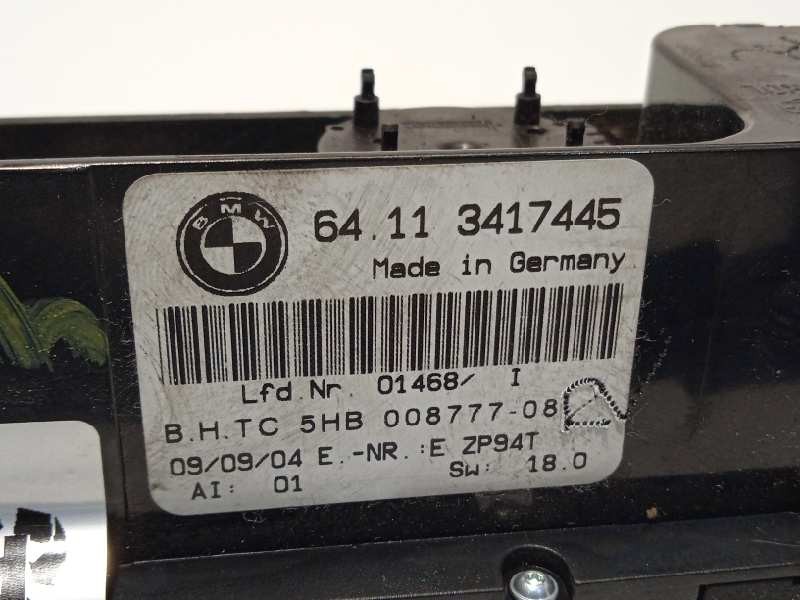 BMW
64.11 3417445
Made in Germany
Lfd.Nr. 01468/ I
B.H.TC 5HB 008777-08
09/09/04 E.-NR.:E ZP94T
AI: 01 SW: 18.0